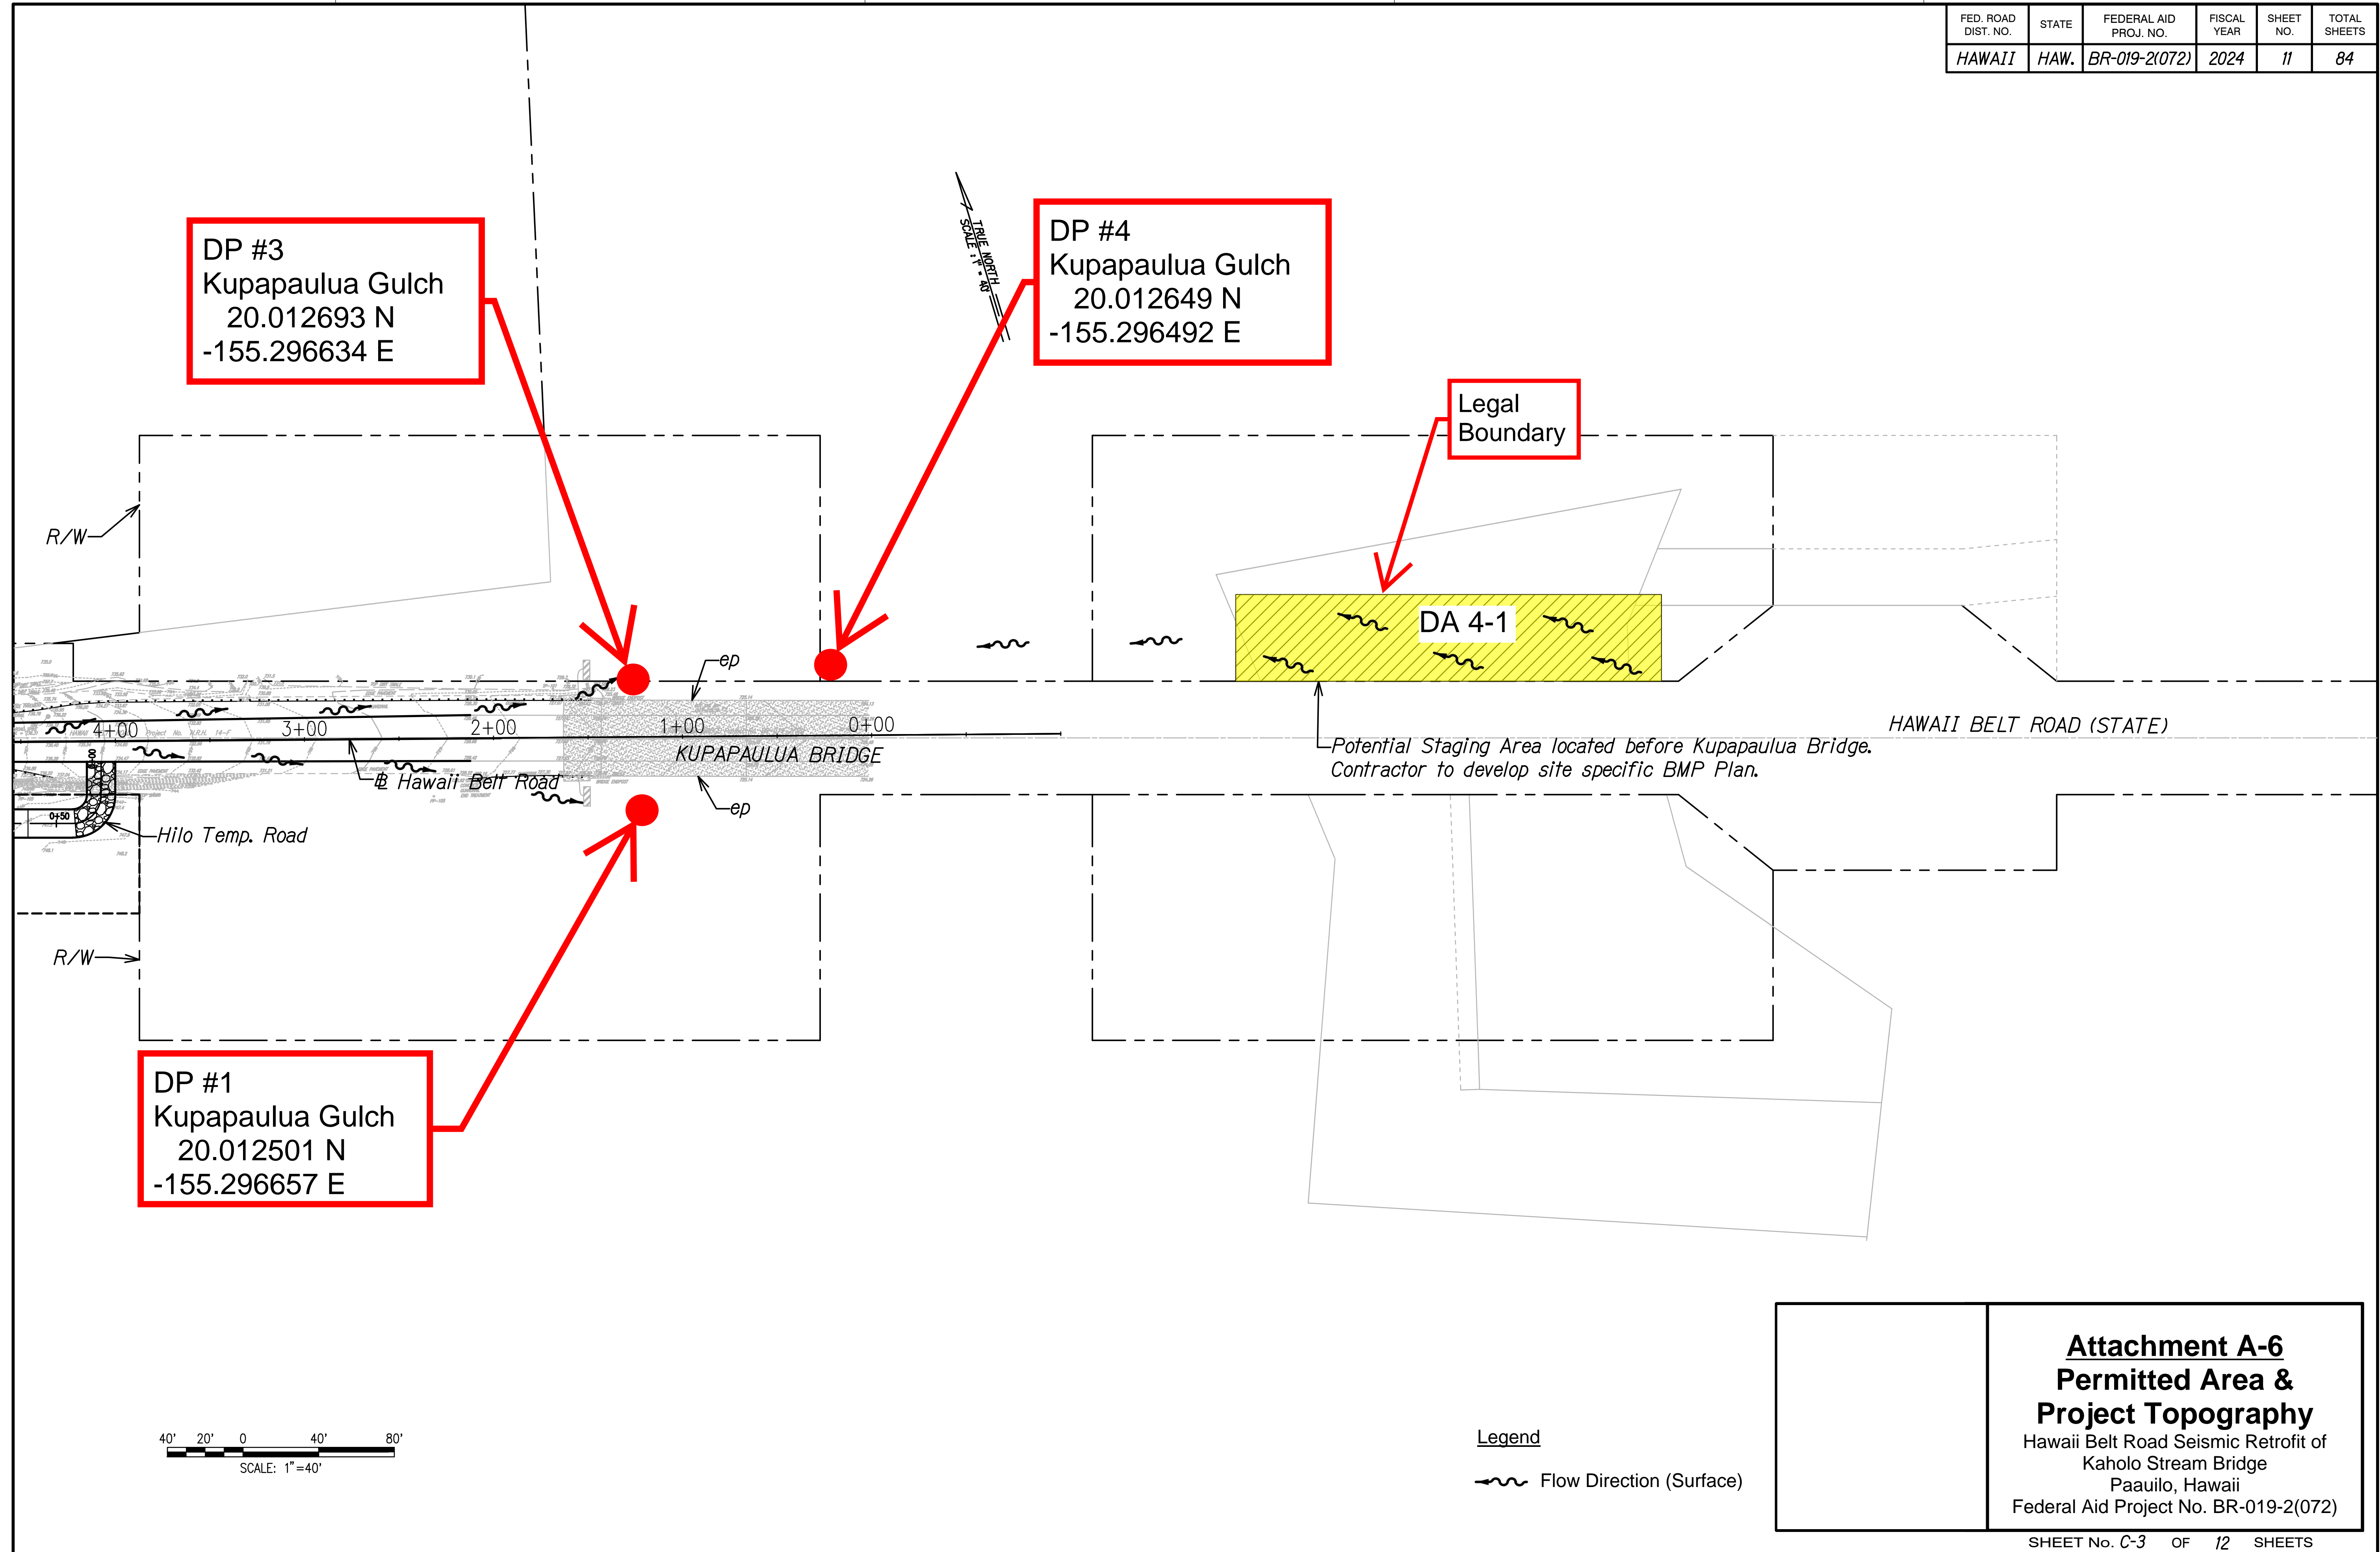 FED. ROAD DIST. NO.
STATE
FEDERAL AID PROJ. NO.
FISCAL YEAR
SHEET NO.
TOTAL SHEETS
HAWAII
HAW.
BR-019-2(072)
2024
11
84
TRUE NORTH
SCALE : 1" = 40'
DP #3
Kupapaulua Gulch
20.012693 N
-155.296634 E
DP #4
Kupapaulua Gulch
20.012649 N
-155.296492 E
Legal
Boundary
R/W
DA 4-1
ep
4+00
3+00
2+00
1+00
0+00
HAWAII BELT ROAD (STATE)
KUPAPAULUA BRIDGE
Potential Staging Area located before Kupapaulua Bridge.
Contractor to develop site specific BMP Plan.
Hawaii Belt Road
ep
0+50
Hilo Temp. Road
R/W
DP #1
Kupapaulua Gulch
20.012501 N
-155.296657 E
40' 20' 0 40' 80'
SCALE: 1"=40'
Legend
Flow Direction (Surface)
Attachment A-6
Permitted Area &
Project Topography
Hawaii Belt Road Seismic Retrofit of
Kaholo Stream Bridge
Paauilo, Hawaii
Federal Aid Project No. BR-019-2(072)
SHEET No. C-3 OF 12 SHEETS